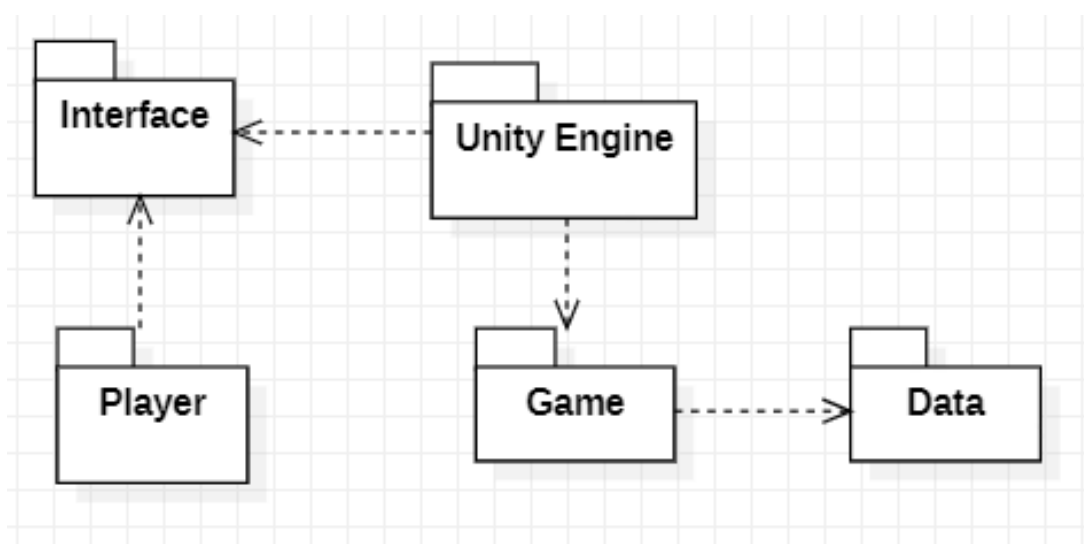 Interface
Unity Engine
Player
Game
Data